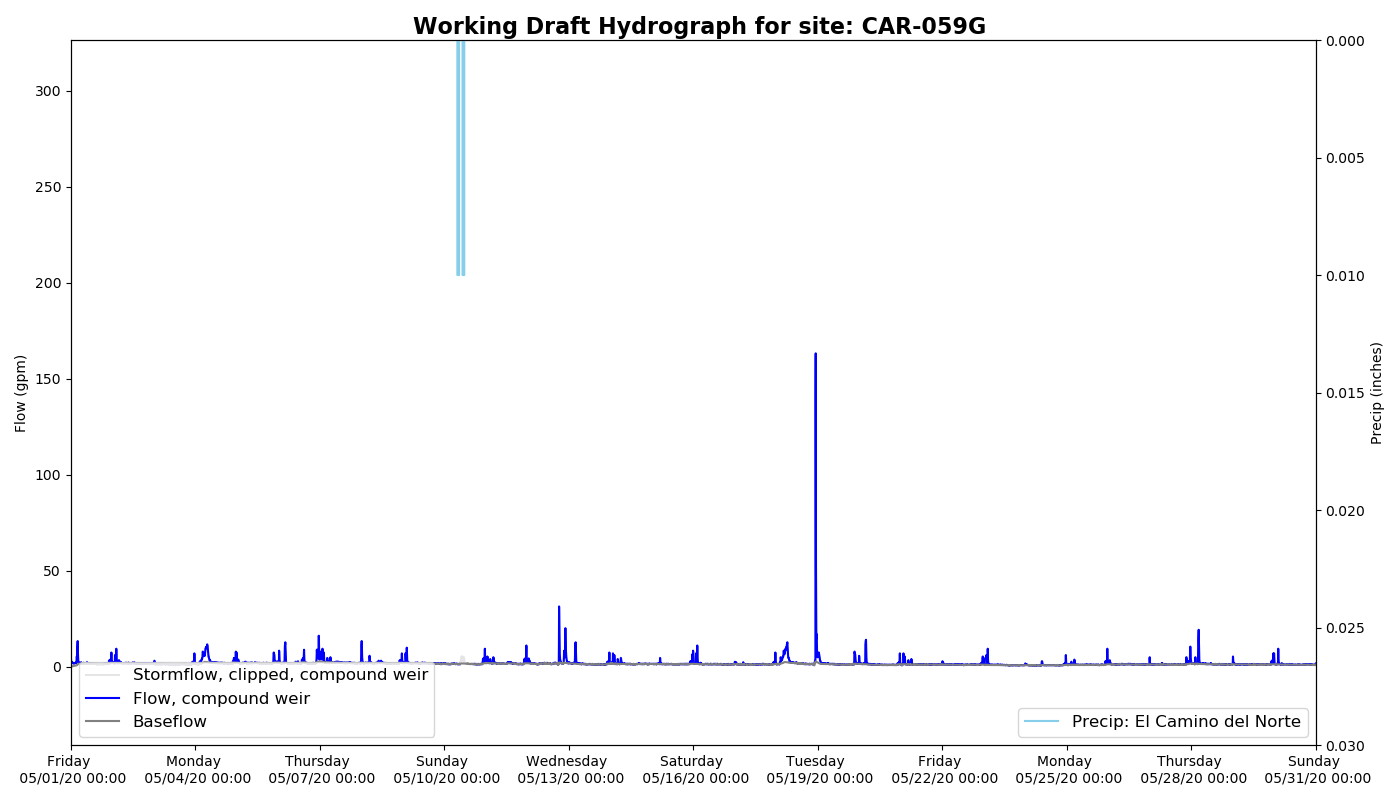 Working Draft Hydrograph for site: CAR-059G
300
250
200
150
100
50
0
Flow (gpm)
0.000
0.005
0.010
0.015
0.020
0.025
0.030
Precip (inches)
Stormflow, clipped, compound weir
Flow, compound weir
Baseflow
Precip: El Camino del Norte
Friday
05/01/20 00:00
Monday
05/04/20 00:00
Thursday
05/07/20 00:00
Sunday
05/10/20 00:00
Wednesday
05/13/20 00:00
Saturday
05/16/20 00:00
Tuesday
05/19/20 00:00
Friday
05/22/20 00:00
Monday
05/25/20 00:00
Thursday
05/28/20 00:00
Sunday
05/31/20 00:00